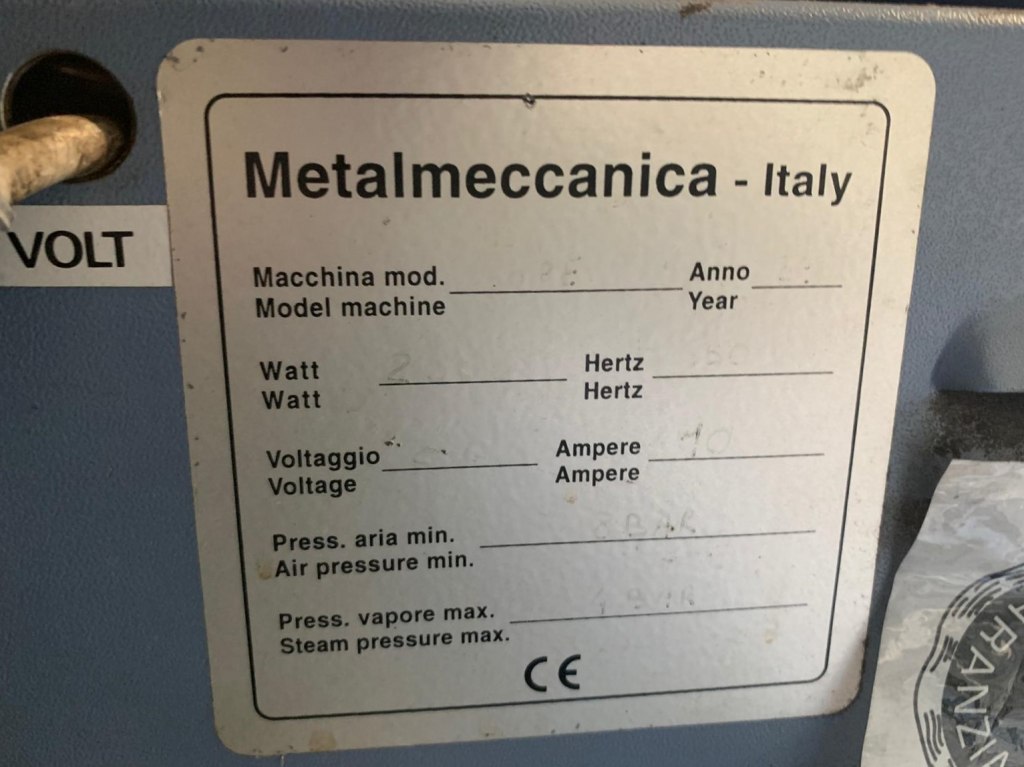 Metalmeccanica - Italy
VOLT
Macchina mod. Anno
Model machine Year
Watt Hertz
Watt Hertz
Voltaggio Ampere 10
Voltage Ampere
Press. aria min. BAR
Air pressure min.
Press. vapore max.
Steam pressure max.
CE